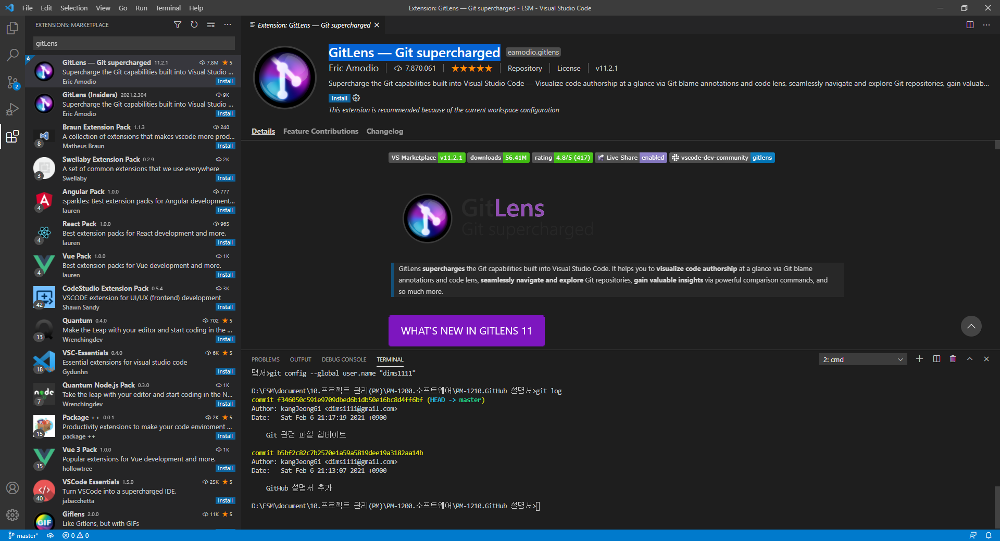 File Edit Selection View Go Run Terminal Help
Extension: GitLens — Git supercharged - ESM - Visual Studio Code
EXTENSIONS: MARKETPLACE
gitLens
GitLens — Git supercharged 11.2.1 7.8M 5
Supercharge the Git capabilities built into Visual Studio ...
Eric Amodio Install
GitLens (Insiders) 2021.2.304 9K
Supercharge the Git capabilities built into Visual Studio ...
Eric Amodio Install
Braun Extension Pack 1.1.3 240
A collection of extensions that makes vscode more prod...
8 Matheus Braun Install
Swellaby Extension Pack 0.2.9 2K
A set of common extensions that we use everywhere
3 Swellaby Install
Angular Pack 1.0.0 777
:sparkles: Best extension packs for Angular development...
4 lauren Install
React Pack 1.0.0 965
Best extension packs for React development and more.
4 lauren Install
Vue Pack 1.0.0 1K
Best extension packs for Vue development and more.
4 lauren Install
CodeStudio Extension Pack 0.5.4 3K
VSCODE extension for UI/UX (frontend) development
42 Shawn Sandy Install
Quantum 0.4.0 702 5
Make the Leap with your editor and start coding in the ...
13 Wrenchingdev Install
VSC-Essentials 0.4.0 6K 5
Essential extensions for visual studio code
18 Gydunhn Install
Quantum Node.js Pack 0.3.0 1K
Take the leap with your editor and start coding in the N...
7 Wrenchingdev Install
Package ++ 0.0.1 2K 5
Productivity extensions to make your code enviroment ...
15 package ++ Install
Vue 3 Pack 1.0.0 1K
Popular extensions for Vue development and more.
15 hollowtree Install
VSCode Essentials 1.5.0 25K 5
Turn VSCode into a supercharged IDE.
40 jabacchetta Install
Giflens 2.0.0 11K 5
GIF Like Gitlens, but with GIFs
2
Extension: GitLens — Git supercharged
GitLens — Git supercharged eamodio.gitlens
Eric Amodio 7,870,061 Repository License v11.2.1
Supercharge the Git capabilities built into Visual Studio Code — Visualize code authorship at a glance via Git blame annotations and code lens, seamlessly navigate and explore Git repositories, gain valuab...
Install
This extension is recommended because of the current workspace configuration
Details Feature Contributions Changelog
VS Marketplace v11.2.1 downloads 56.41M rating 4.8/5 (417) Live Share enabled vscode-dev-community gitlens
GitLens
Git supercharged
GitLens supercharges the Git capabilities built into Visual Studio Code. It helps you to visualize code authorship at a glance via Git blame
annotations and code lens, seamlessly navigate and explore Git repositories, gain valuable insights via powerful comparison commands, and
so much more.
WHAT'S NEW IN GITLENS 11
PROBLEMS OUTPUT DEBUG CONSOLE TERMINAL 2: cmd
명서>git config --global user.name "dims1111"
D:\ESM\document\10.프로젝트 관리(PM)\PM-1200.소프트웨어\PM-1210.GitHub 설명서>git log
commit f346050c591e9709dbed6b1db50e16bc8d4ff6bf (HEAD -> master)
Author: kangJeongGi <dims1111@gmail.com>
Date: Sat Feb 6 21:17:19 2021 +0900
Git 관련 파일 업데이트
commit b5bf2c82c7b2570e1a59a5819dee19a3182aa14b
Author: kangJeongGi <dims1111@gmail.com>
Date: Sat Feb 6 21:13:07 2021 +0900
GitHub 설명서 추가
D:\ESM\document\10.프로젝트 관리(PM)\PM-1200.소프트웨어\PM-1210.GitHub 설명서>
master* 0 0